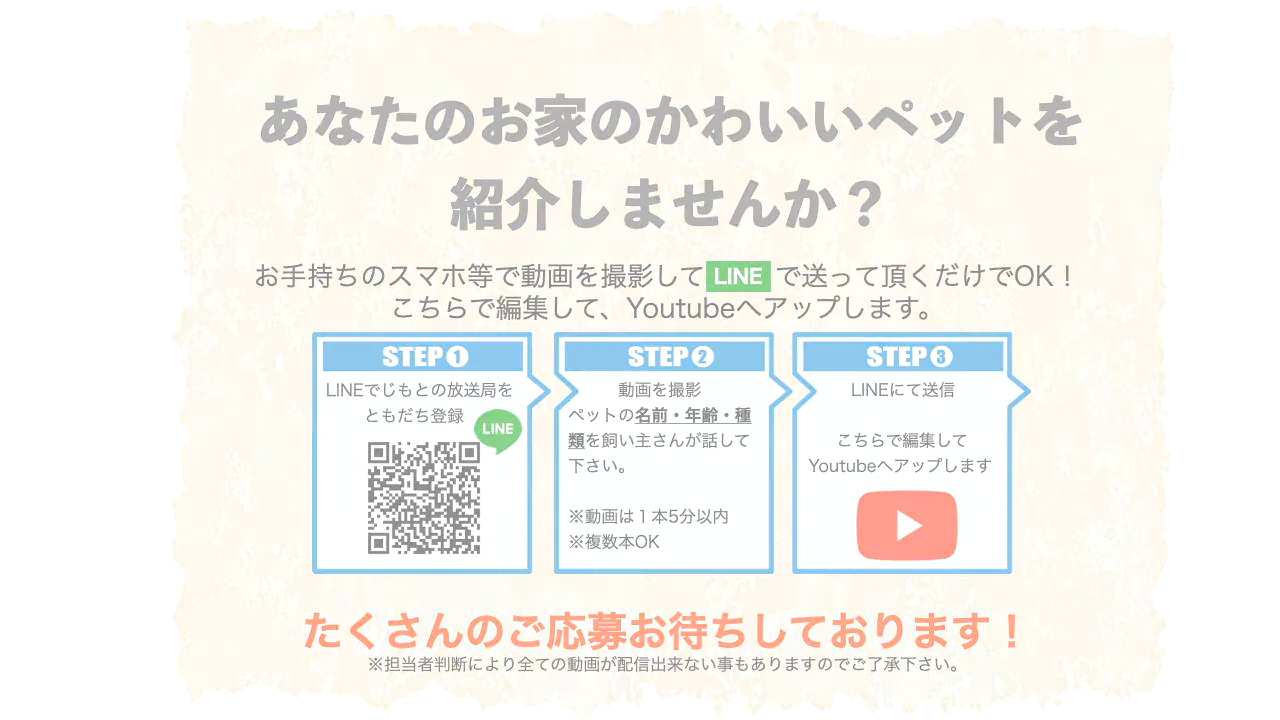 あなたのお家のかわいいペットを
紹介しませんか？
お手持ちのスマホ等で動画を撮影して LINE で送って頂くだけでOK！
こちらで編集して、Youtubeへアップします。
STEP❶
LINEでじもとの放送局を
ともだち登録
LINE
STEP❷
動画を撮影
ペットの名前・年齢・種
類を飼い主さんが話して
下さい。
※動画は１本5分以内
※複数本OK
STEP❸
LINEにて送信
こちらで編集して
Youtubeへアップします
たくさんのご応募お待ちしております！
※担当者判断により全ての動画が配信出来ない事もありますのでご了承下さい。